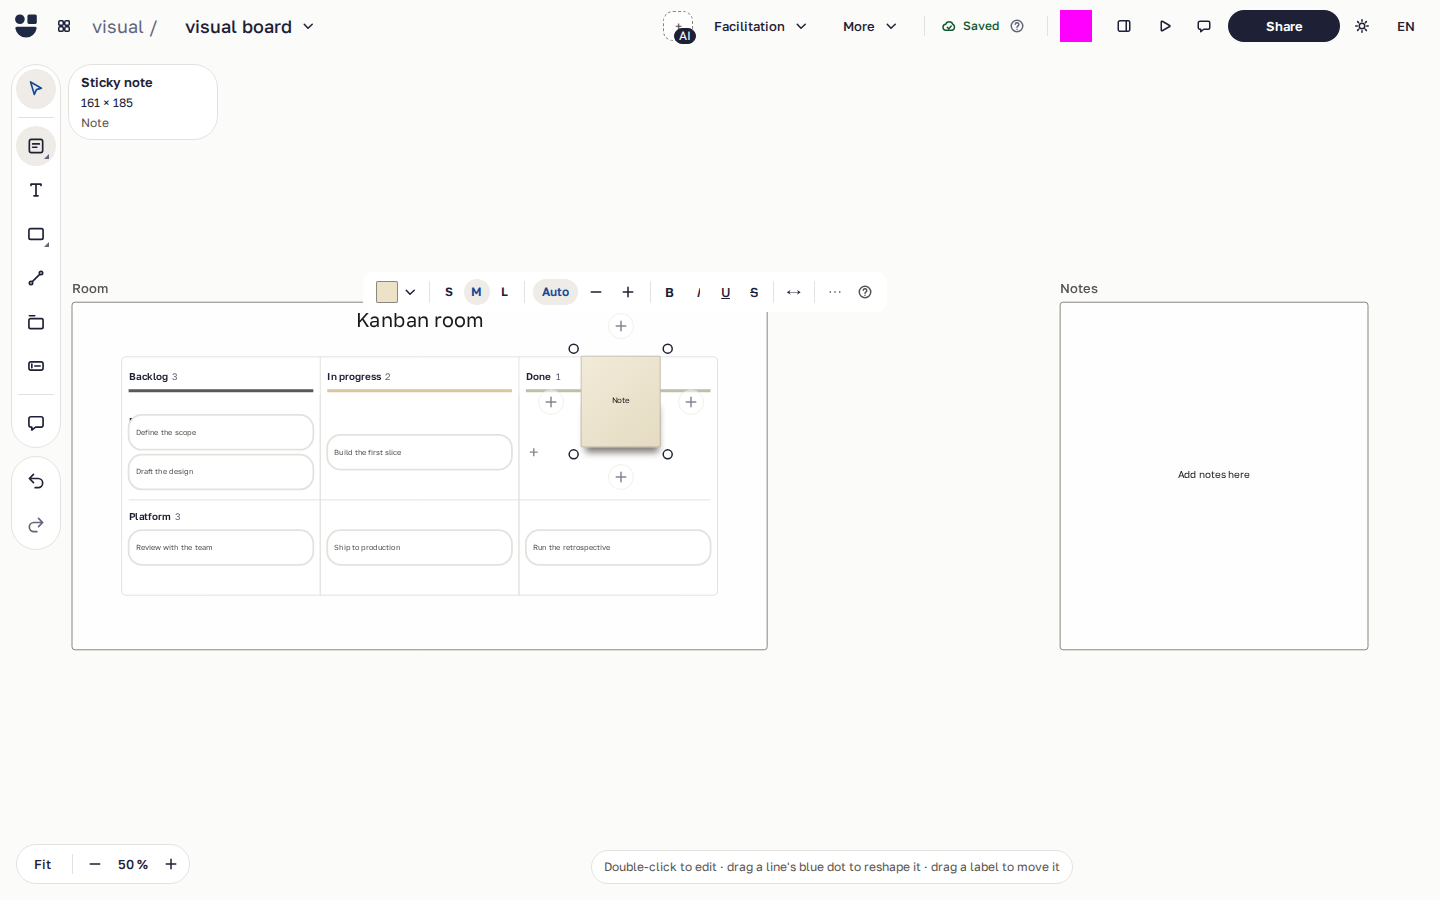 visual /
visual board
AI
Facilitation
More
Saved
Share
EN
Sticky note
161 × 185
Note
Room
S
M
L
Auto
B
I
U
S
Notes
Kanban room
Backlog 3
In progress 2
Done 1
Define the scope
Draft the design
Build the first slice
Note
Platform 3
Review with the team
Ship to production
Run the retrospective
Add notes here
Fit
50 %
Double-click to edit · drag a line's blue dot to reshape it · drag a label to move it